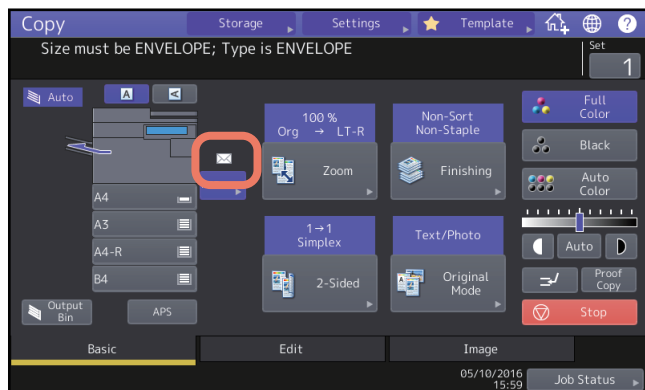 Copy
Storage
Settings
Template
?
Size must be ENVELOPE; Type is ENVELOPE
Set
1
Auto
A
A
100 %
Org → LT-R
Zoom
Non-Sort
Non-Staple
Finishing
Full
Color
Black
Auto
Color
A4
A3
A4-R
B4
1→1
Simplex
2-Sided
Text/Photo
Original
Mode
Auto
Proof
Copy
Output
Bin
APS
Stop
Basic
Edit
Image
05/10/2016
15:59
Job Status